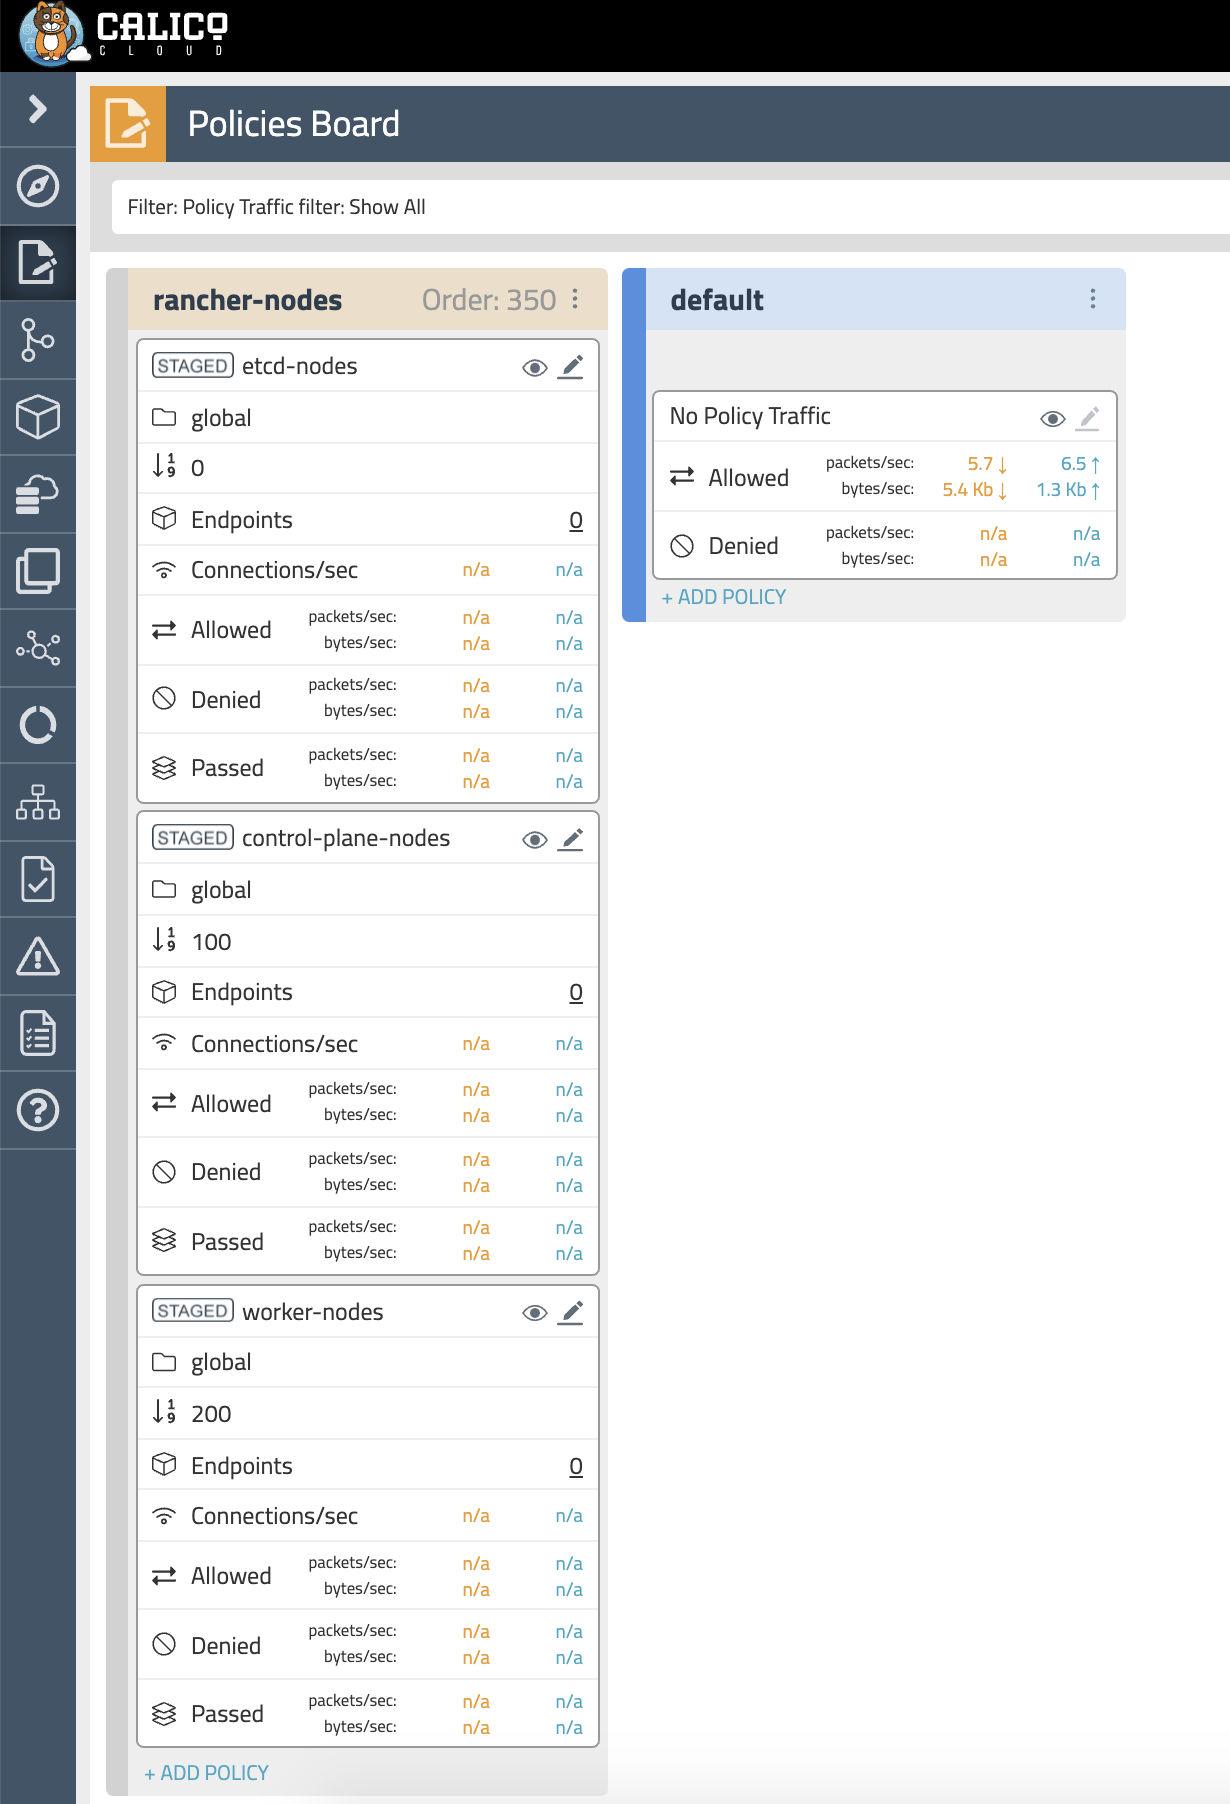 CALICO
CLOUD
Policies Board
Filter: Policy Traffic filter: Show All
rancher-nodes Order: 350
STAGED etcd-nodes
global
0
Endpoints 0
Connections/sec n/a n/a
Allowed packets/sec: n/a n/a
bytes/sec: n/a n/a
Denied packets/sec: n/a n/a
bytes/sec: n/a n/a
Passed packets/sec: n/a n/a
bytes/sec: n/a n/a
STAGED control-plane-nodes
global
100
Endpoints 0
Connections/sec n/a n/a
Allowed packets/sec: n/a n/a
bytes/sec: n/a n/a
Denied packets/sec: n/a n/a
bytes/sec: n/a n/a
Passed packets/sec: n/a n/a
bytes/sec: n/a n/a
STAGED worker-nodes
global
200
Endpoints 0
Connections/sec n/a n/a
Allowed packets/sec: n/a n/a
bytes/sec: n/a n/a
Denied packets/sec: n/a n/a
bytes/sec: n/a n/a
Passed packets/sec: n/a n/a
bytes/sec: n/a n/a
+ ADD POLICY
default
No Policy Traffic
Allowed packets/sec: 5.7 ↓ 6.5 ↑
bytes/sec: 5.4 Kb ↓ 1.3 Kb ↑
Denied packets/sec: n/a n/a
bytes/sec: n/a n/a
+ ADD POLICY